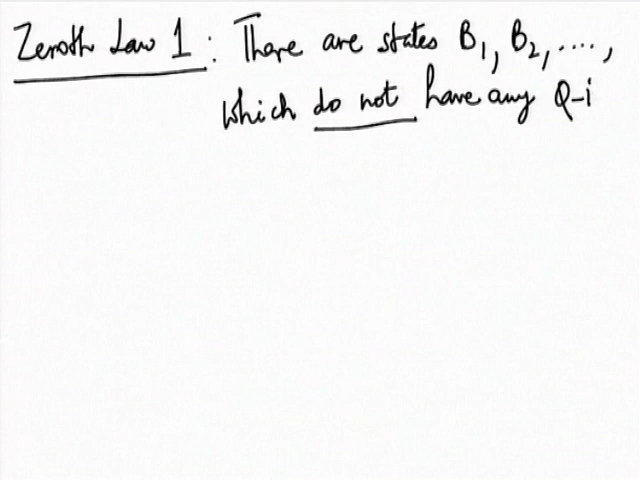 Zeroth Law 1 : There are states B₁, B₂, ....,
which do not have any Q-i